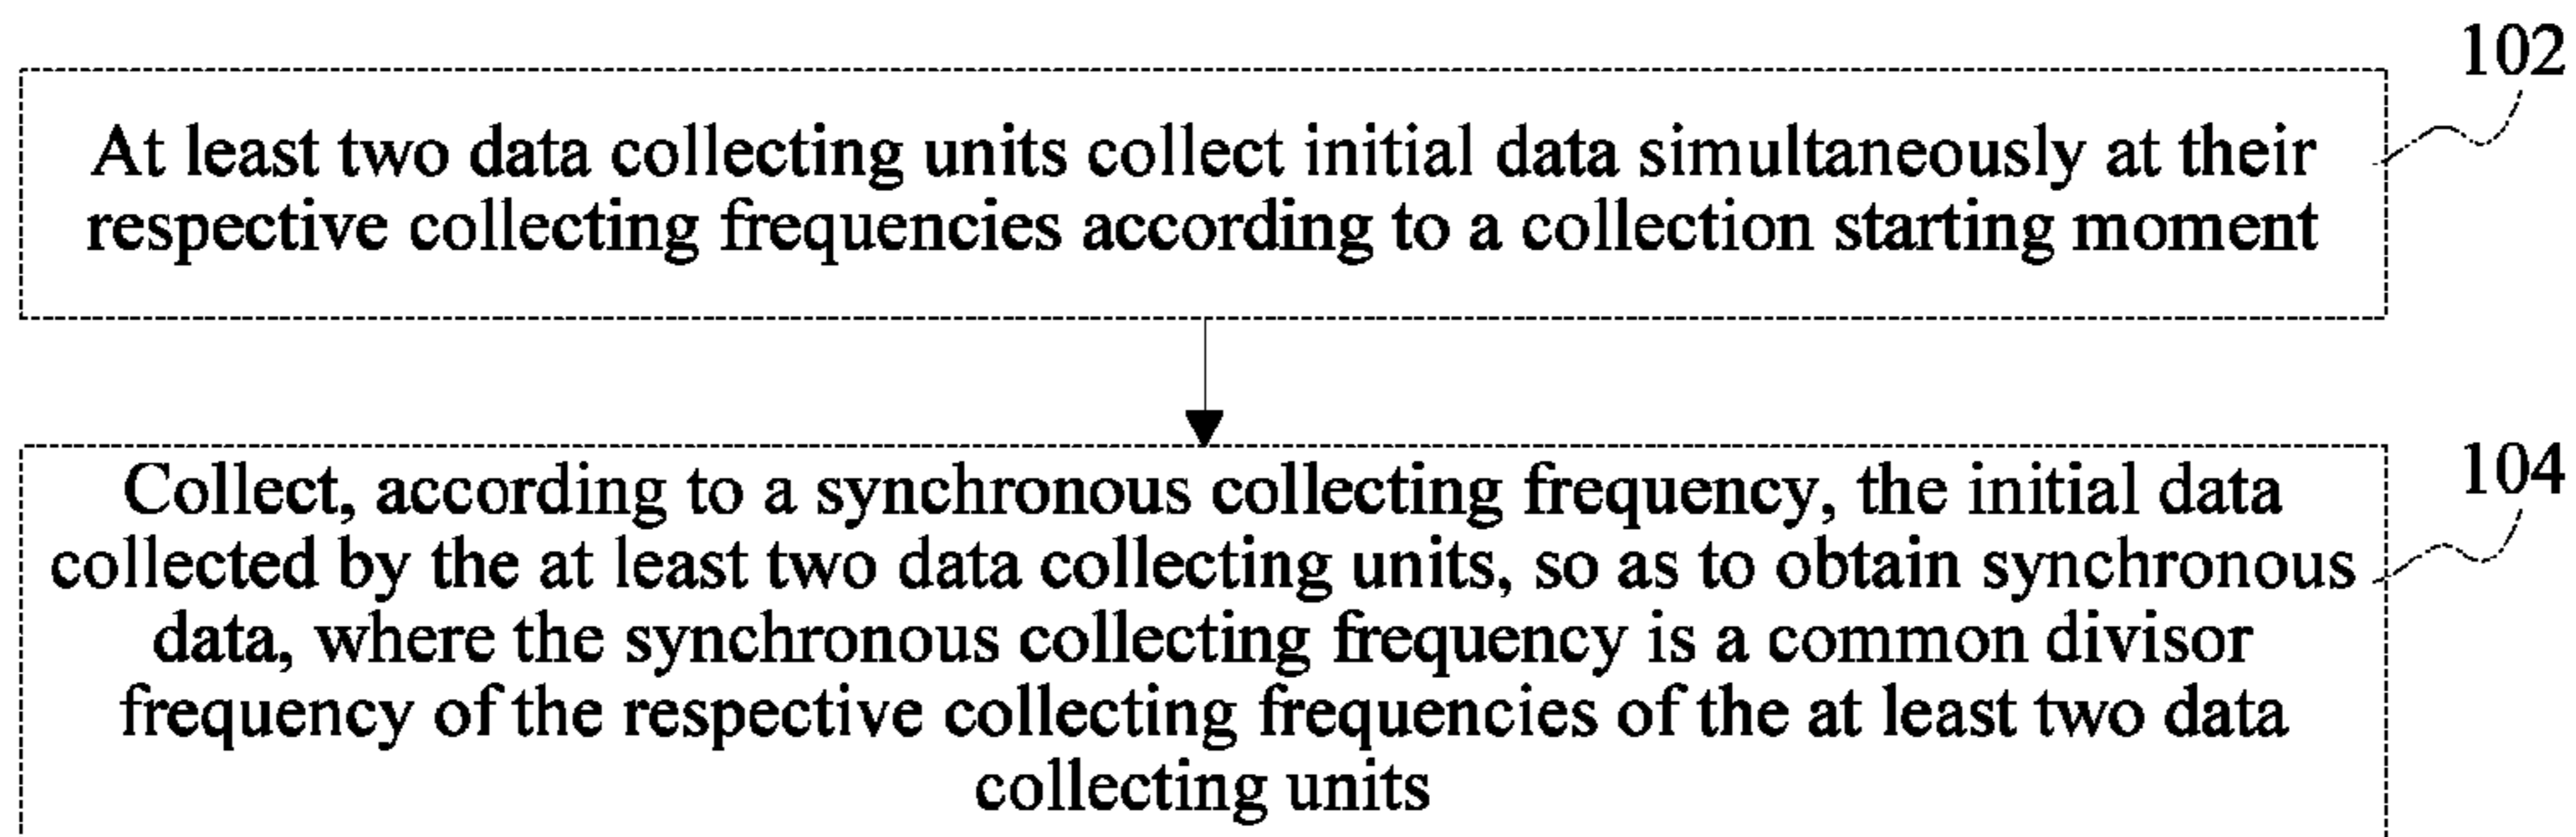 102
At least two data collecting units collect initial data simultaneously at their
respective collecting frequencies according to a collection starting moment
104
Collect, according to a synchronous collecting frequency, the initial data
collected by the at least two data collecting units, so as to obtain synchronous
data, where the synchronous collecting frequency is a common divisor
frequency of the respective collecting frequencies of the at least two data
collecting units